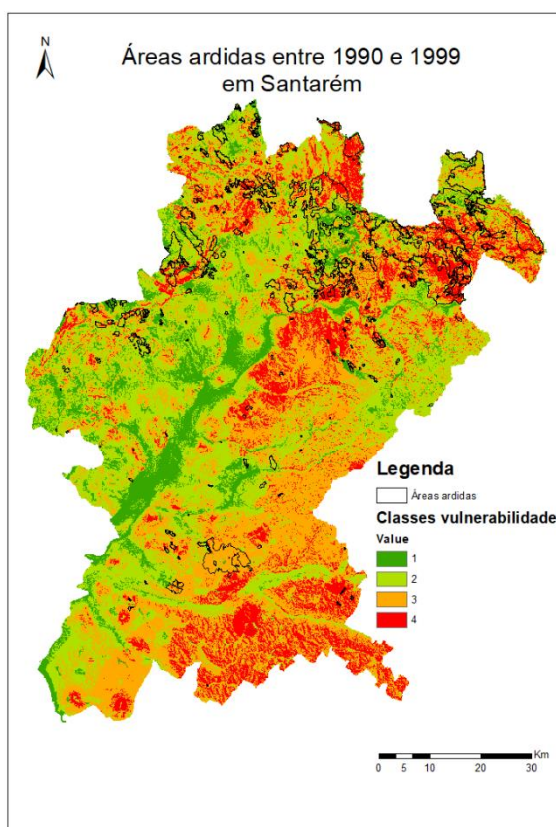 N
Áreas ardidas entre 1990 e 1999
em Santarém
Legenda
Áreas ardidas
Classes vulnerabilidade
Value
1
2
3
4
Km
0 5 10 20 30